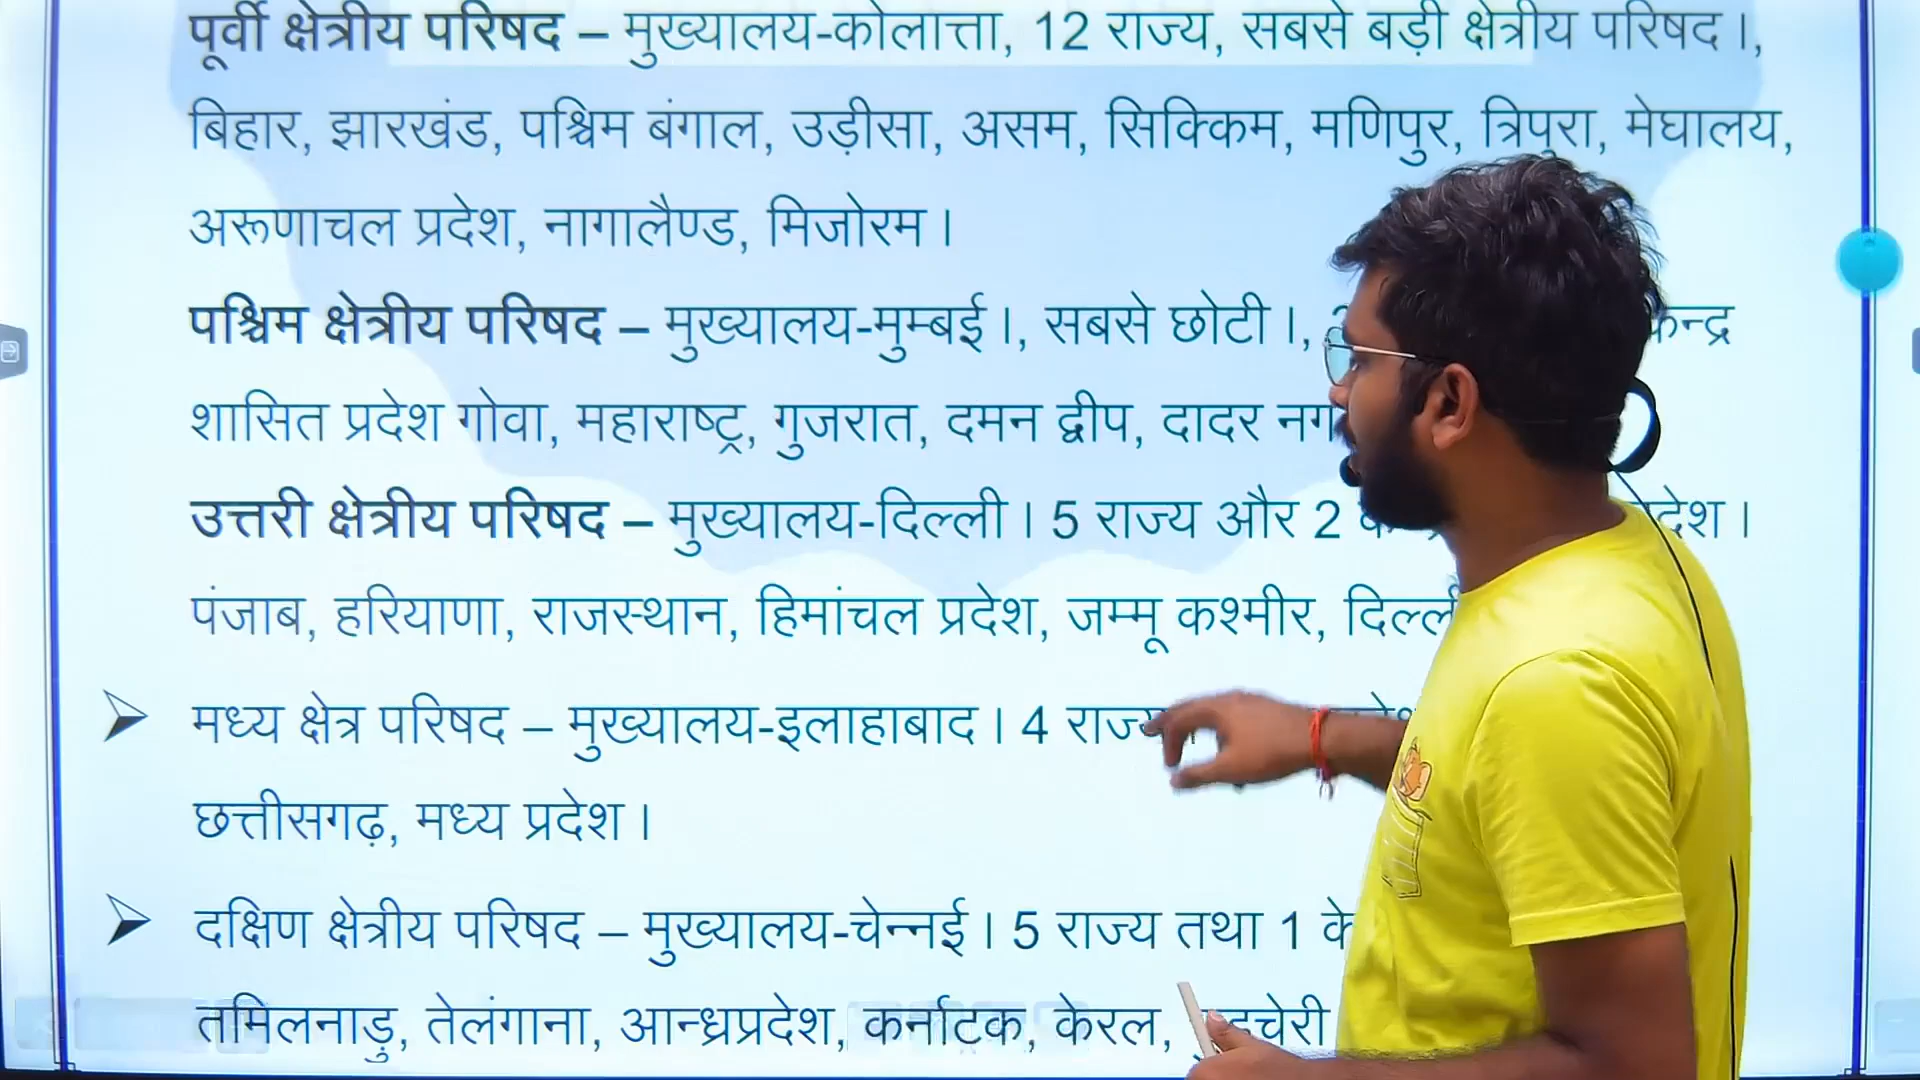 पूर्वी क्षेत्रीय परिषद – मुख्यालय-कोलात्ता, 12 राज्य, सबसे बड़ी क्षेत्रीय परिषद।,
बिहार, झारखंड, पश्चिम बंगाल, उड़ीसा, असम, सिक्किम, मणिपुर, त्रिपुरा, मेघालय,
अरूणाचल प्रदेश, नागालैण्ड, मिजोरम।
पश्चिम क्षेत्रीय परिषद – मुख्यालय-मुम्बई।, सबसे छोटी।, केन्द्र
शासित प्रदेश गोवा, महाराष्ट्र, गुजरात, दमन द्वीप, दादर
उत्तरी क्षेत्रीय परिषद – मुख्यालय-दिल्ली। 5 राज्य और 2
पंजाब, हरियाणा, राजस्थान, हिमांचल प्रदेश, जम्मू कश्मीर,
मध्य क्षेत्र परिषद – मुख्यालय-इलाहाबाद। 4 राज्य
छत्तीसगढ़, मध्य प्रदेश।
दक्षिण क्षेत्रीय परिषद – मुख्यालय-चेन्नई। 5 राज्य तथा 1
तमिलनाडु, तेलंगाना, आन्ध्रप्रदेश, कर्नाटक, केरल,